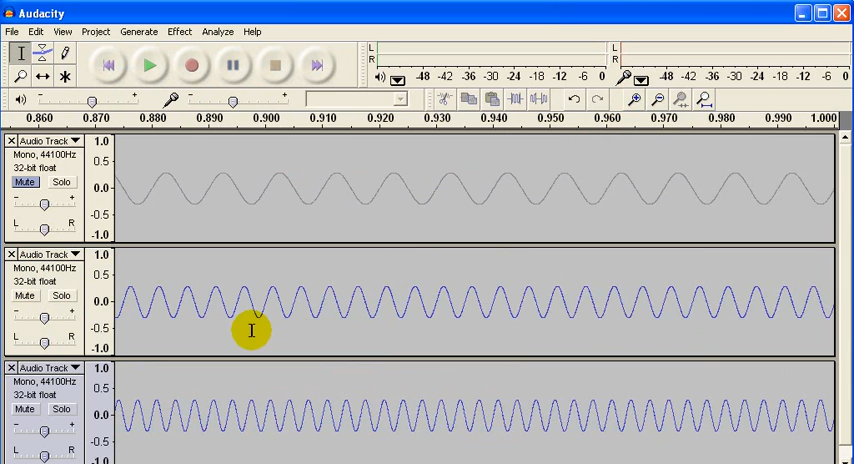 Audacity
File Edit View Project Generate Effect Analyze Help
L
R
-48 -42 -36 -30 -24 -18 -12 -6 0
L
R
-48 -42 -36 -30 -24 -18 -12 -6 0
- +
- +
0.860 0.870 0.880 0.890 0.900 0.910 0.920 0.930 0.940 0.950 0.960 0.970 0.980 0.990 1.000
Audio Track
Mono, 44100Hz
32-bit float
Mute Solo
- +
L R
1.0
0.5
0.0
-0.5
-1.0
Audio Track
Mono, 44100Hz
32-bit float
Mute Solo
- +
L R
1.0
0.5
0.0
-0.5
-1.0
Audio Track
Mono, 44100Hz
32-bit float
Mute Solo
- +
L R
1.0
0.5
0.0
-0.5
-1.0